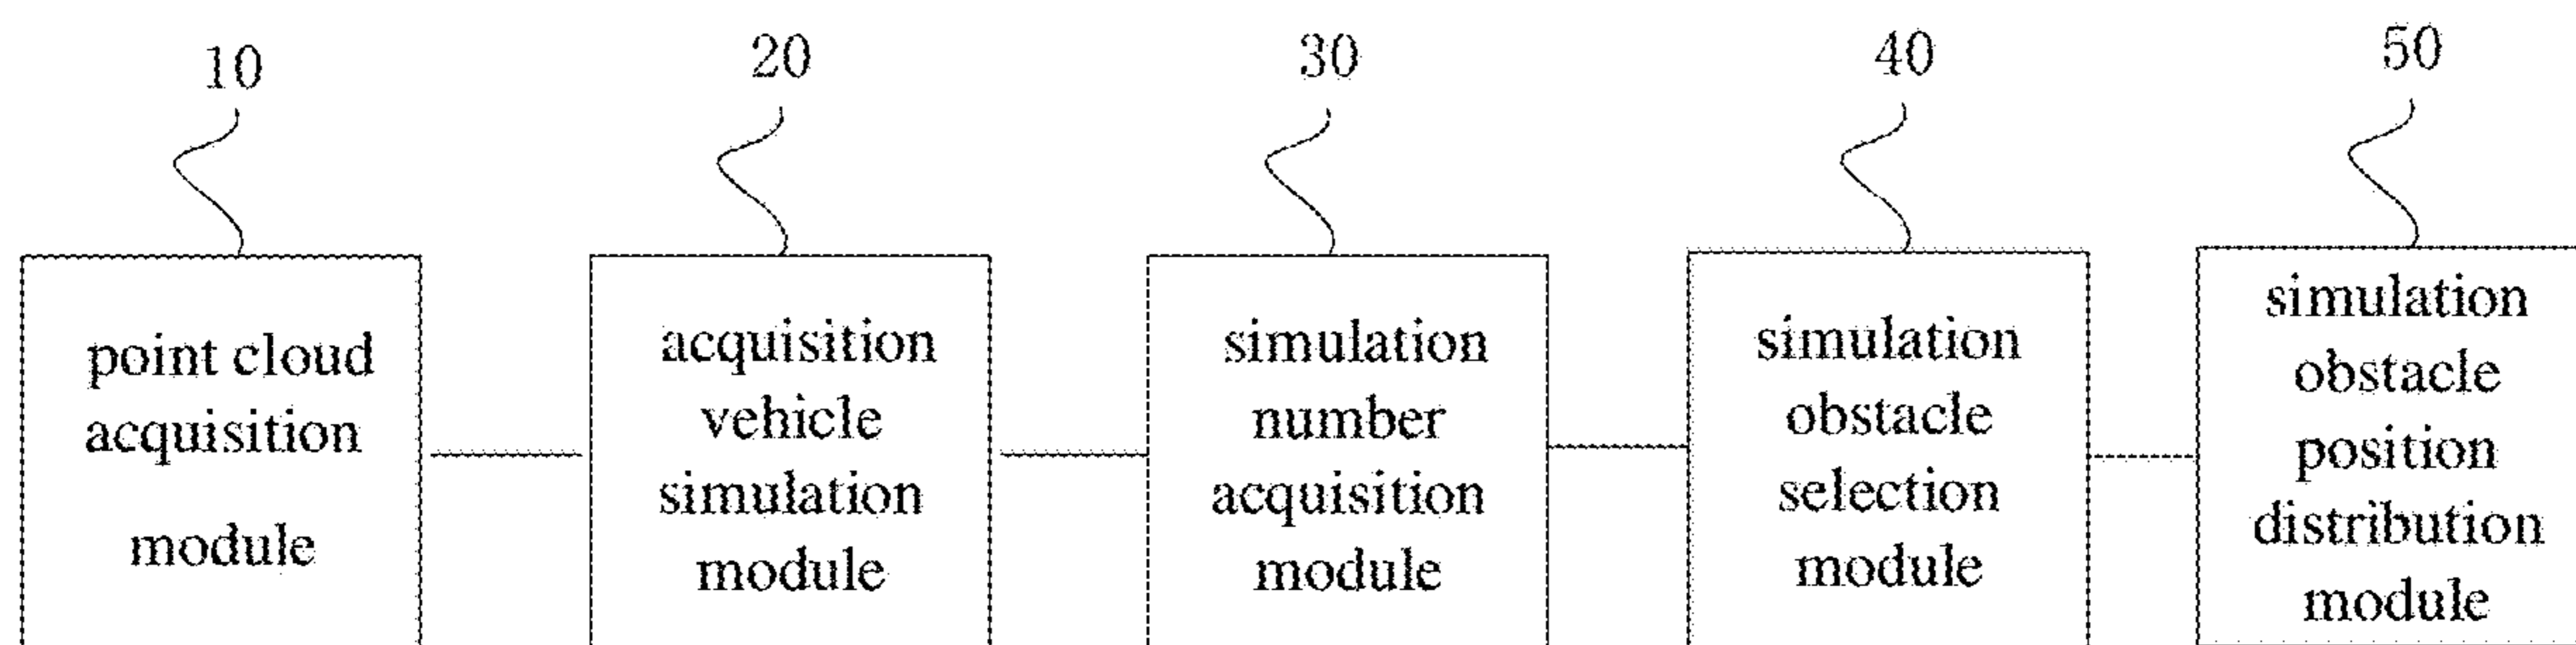 10
20
30
40
50
point cloud
acquisition
module
acquisition
vehicle
simulation
module
simulation
number
acquisition
module
simulation
obstacle
selection
module
simulation
obstacle
position
distribution
module